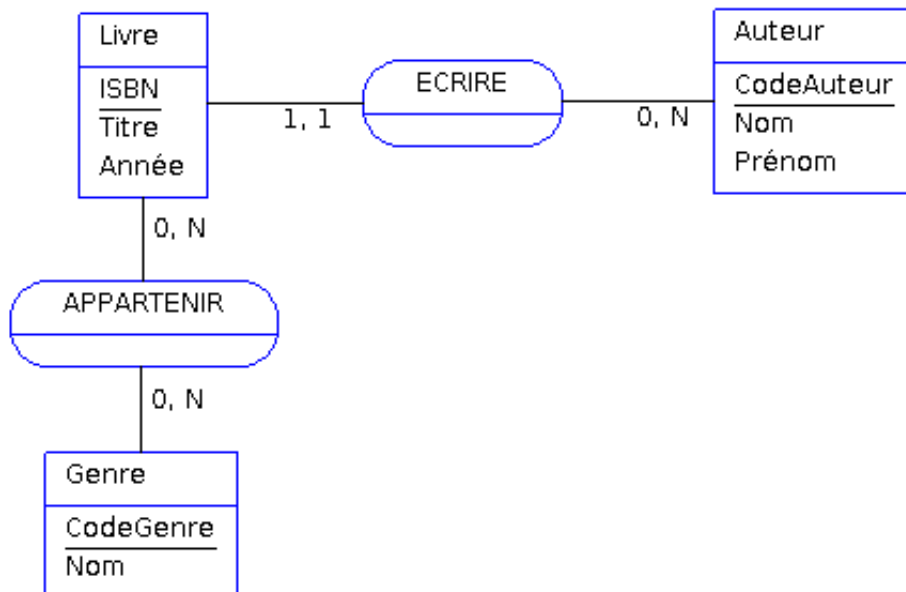 Livre
ISBN
Titre
Année
1, 1
ECRIRE
0, N
Auteur
CodeAuteur
Nom
Prénom
0, N
APPARTENIR
0, N
Genre
CodeGenre
Nom